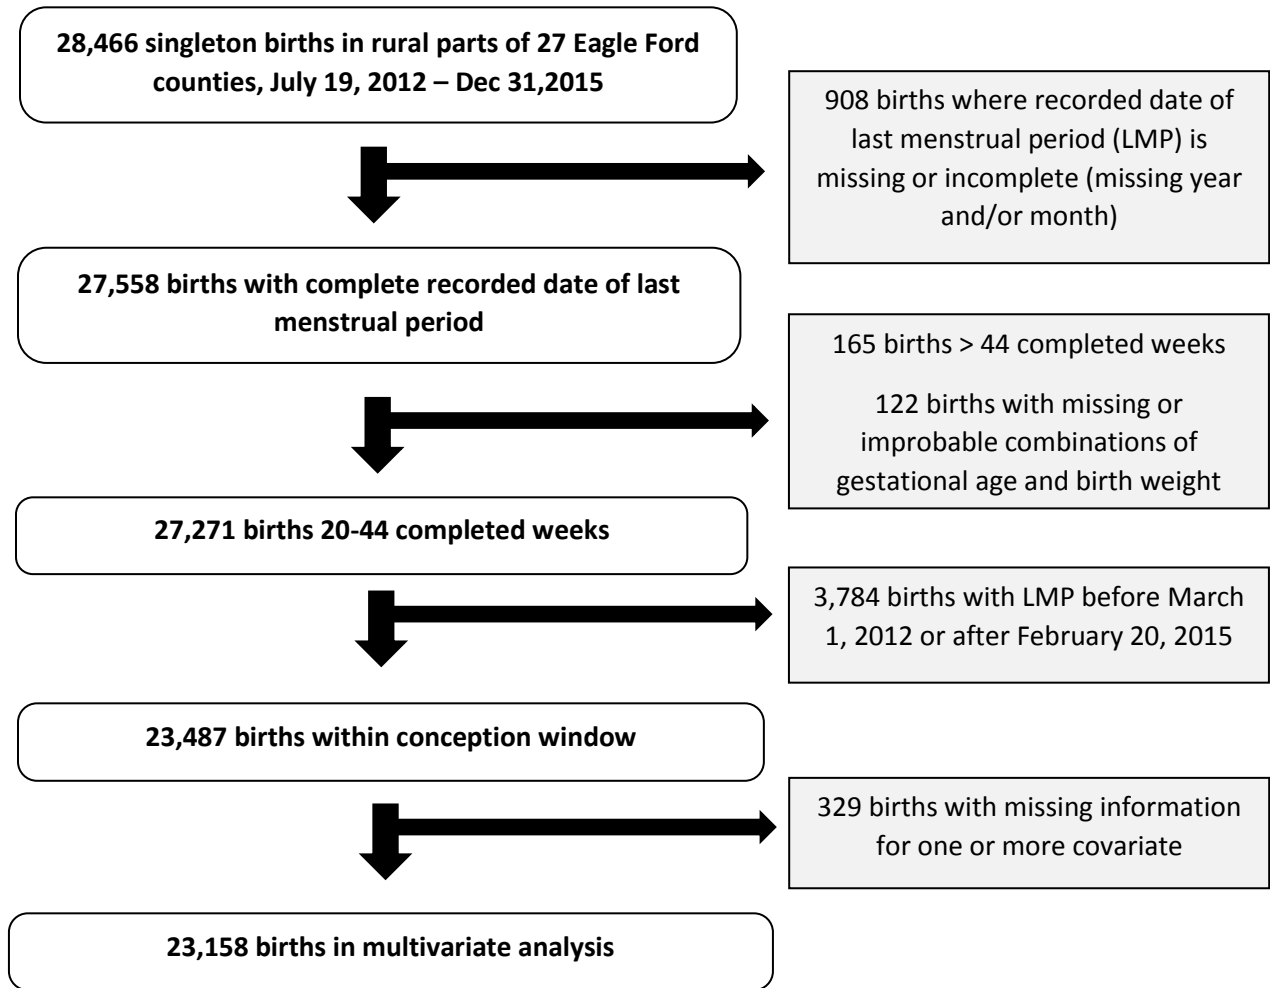 28,466 singleton births in rural parts of 27 Eagle Ford
counties, July 19, 2012 – Dec 31,2015
908 births where recorded date of
last menstrual period (LMP) is
missing or incomplete (missing year
and/or month)
27,558 births with complete recorded date of last
menstrual period
165 births > 44 completed weeks
122 births with missing or
improbable combinations of
gestational age and birth weight
27,271 births 20-44 completed weeks
3,784 births with LMP before March
1, 2012 or after February 20, 2015
23,487 births within conception window
329 births with missing information
for one or more covariate
23,158 births in multivariate analysis